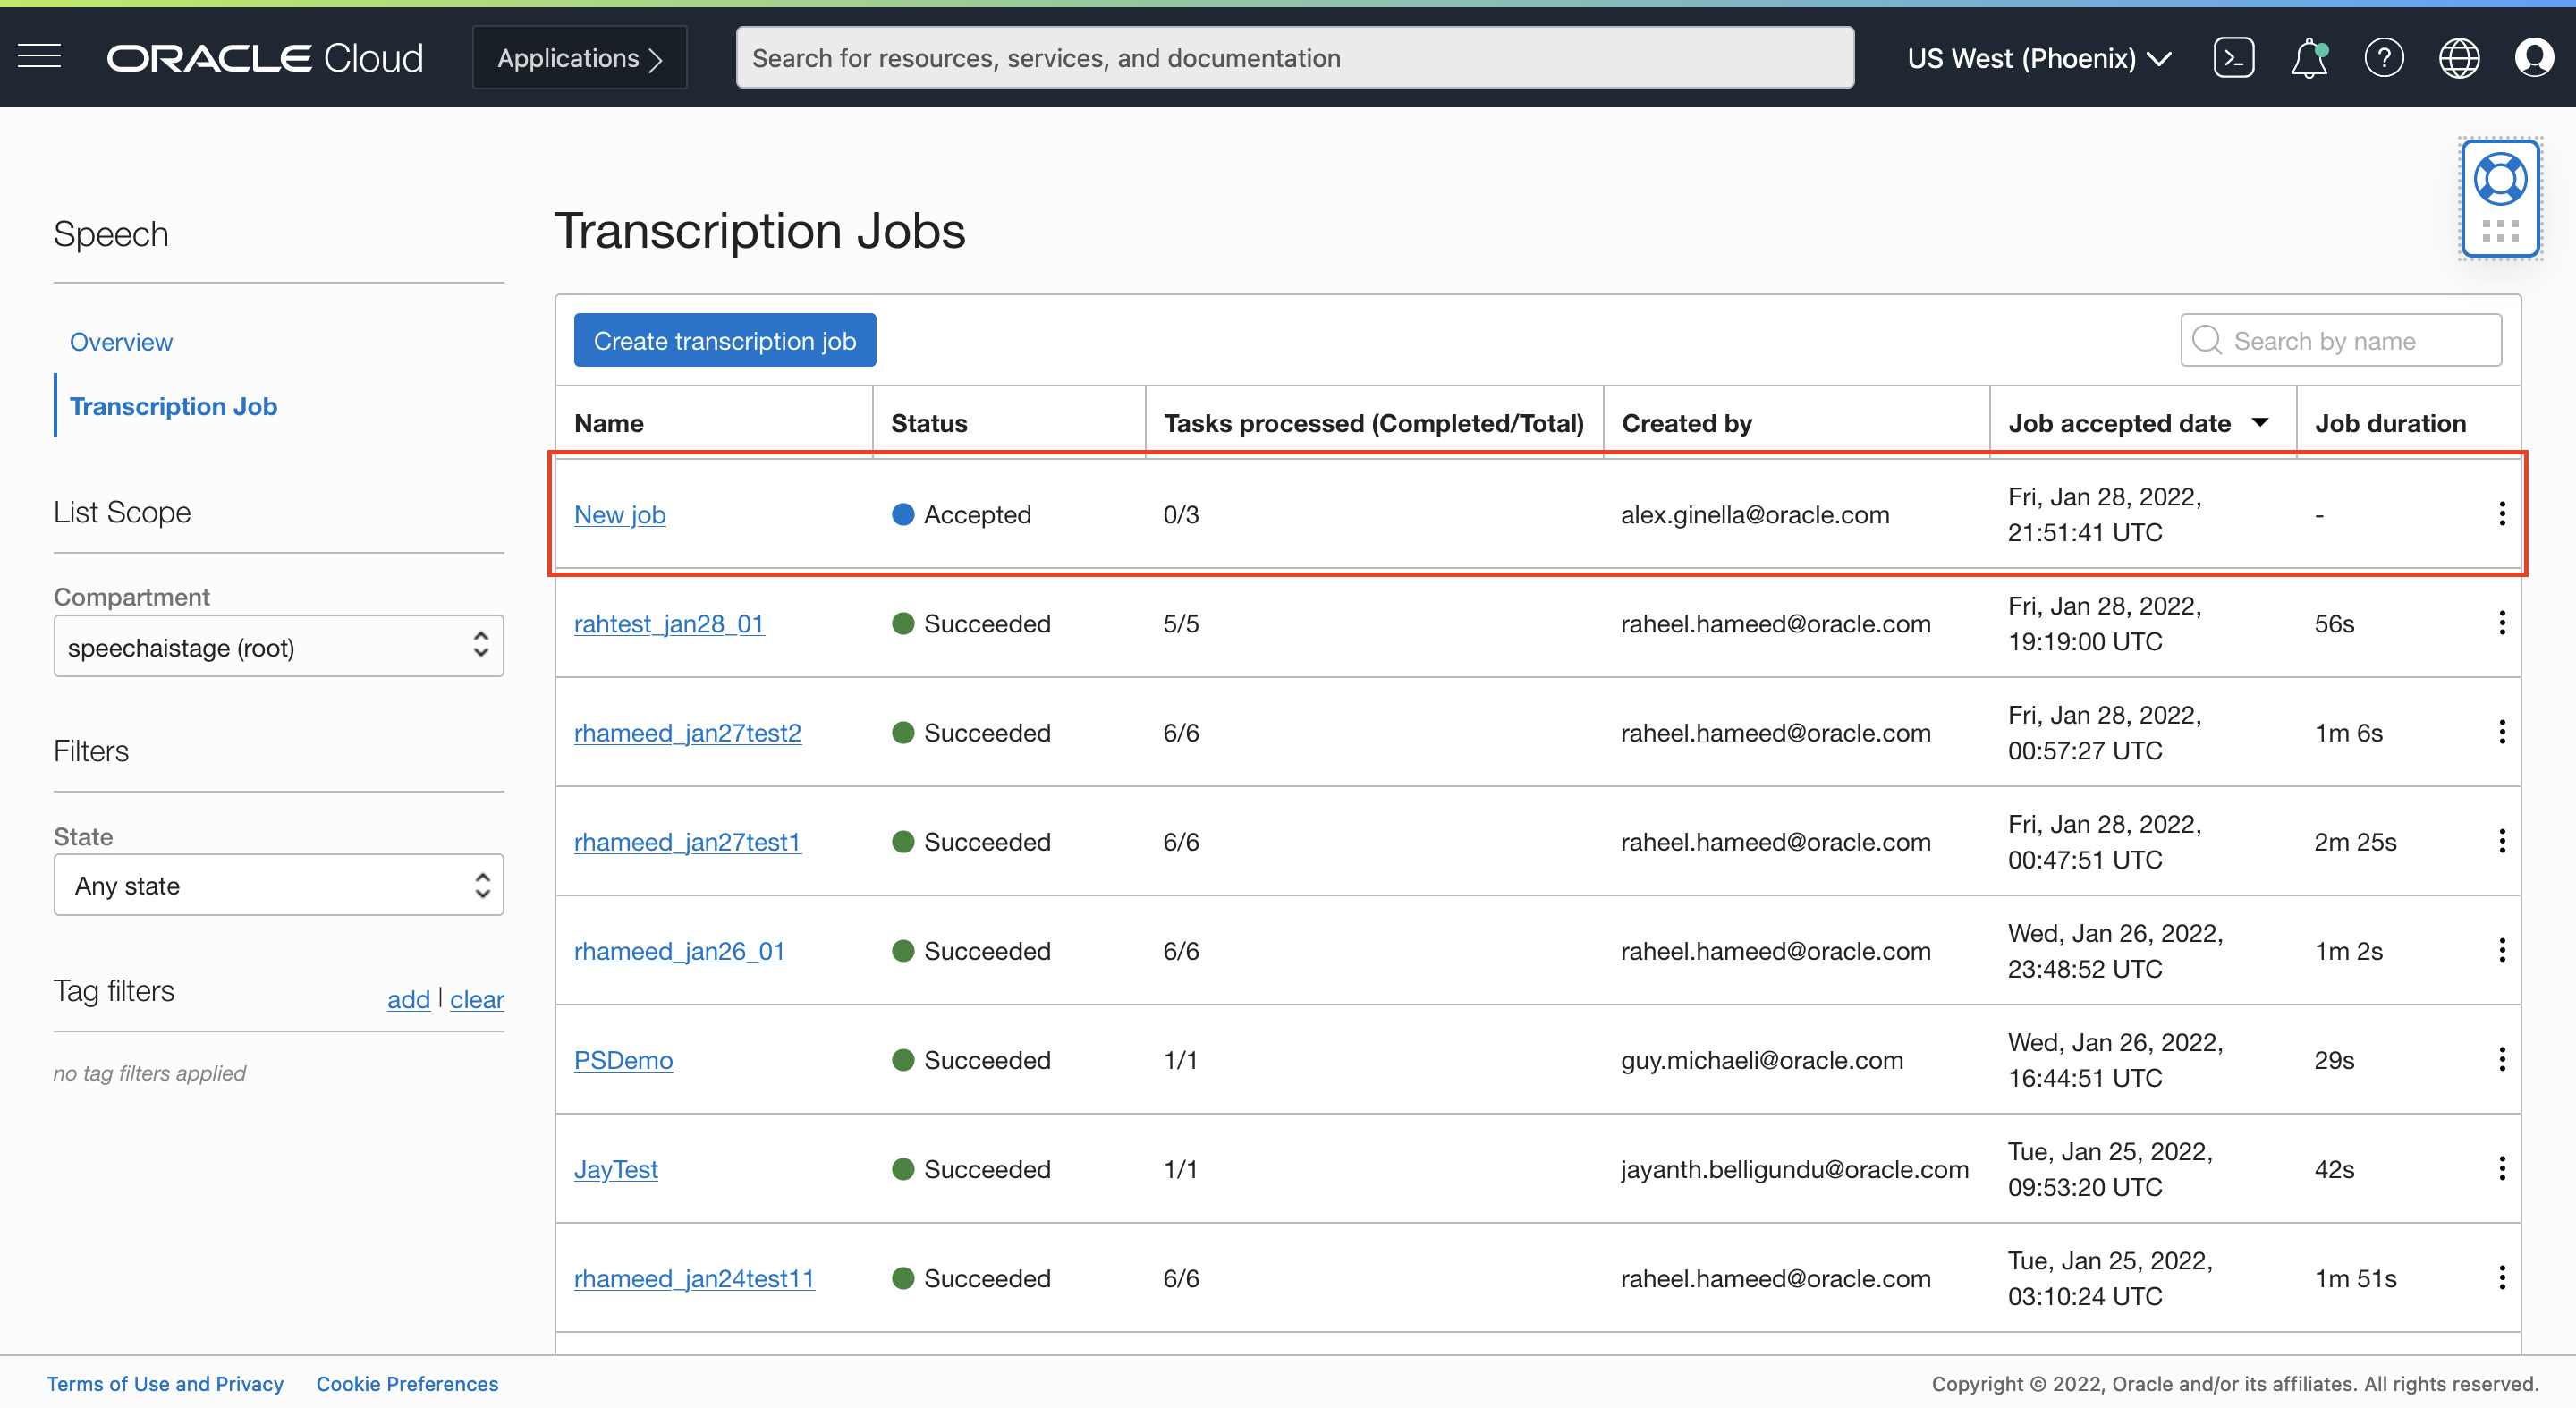 ORACLE Cloud
Applications
Search for resources, services, and documentation
US West (Phoenix)
Speech
Overview
Transcription Job
List Scope
Compartment
speechaistage (root)
Filters
State
Any state
Tag filters
add | clear
no tag filters applied
Transcription Jobs
Create transcription job
Search by name
Name Status Tasks processed (Completed/Total) Created by Job accepted date Job duration
New job Accepted 0/3 alex.ginella@oracle.com Fri, Jan 28, 2022, -
21:51:41 UTC
rahtest_jan28_01 Succeeded 5/5 raheel.hameed@oracle.com Fri, Jan 28, 2022, 56s
19:19:00 UTC
rhameed_jan27test2 Succeeded 6/6 raheel.hameed@oracle.com Fri, Jan 28, 2022, 1m 6s
00:57:27 UTC
rhameed_jan27test1 Succeeded 6/6 raheel.hameed@oracle.com Fri, Jan 28, 2022, 2m 25s
00:47:51 UTC
rhameed_jan26_01 Succeeded 6/6 raheel.hameed@oracle.com Wed, Jan 26, 2022, 1m 2s
23:48:52 UTC
PSDemo Succeeded 1/1 guy.michaeli@oracle.com Wed, Jan 26, 2022, 29s
16:44:51 UTC
JayTest Succeeded 1/1 jayanth.belligundu@oracle.com Tue, Jan 25, 2022, 42s
09:53:20 UTC
rhameed_jan24test11 Succeeded 6/6 raheel.hameed@oracle.com Tue, Jan 25, 2022, 1m 51s
03:10:24 UTC
Terms of Use and Privacy Cookie Preferences
Copyright © 2022, Oracle and/or its affiliates. All rights reserved.